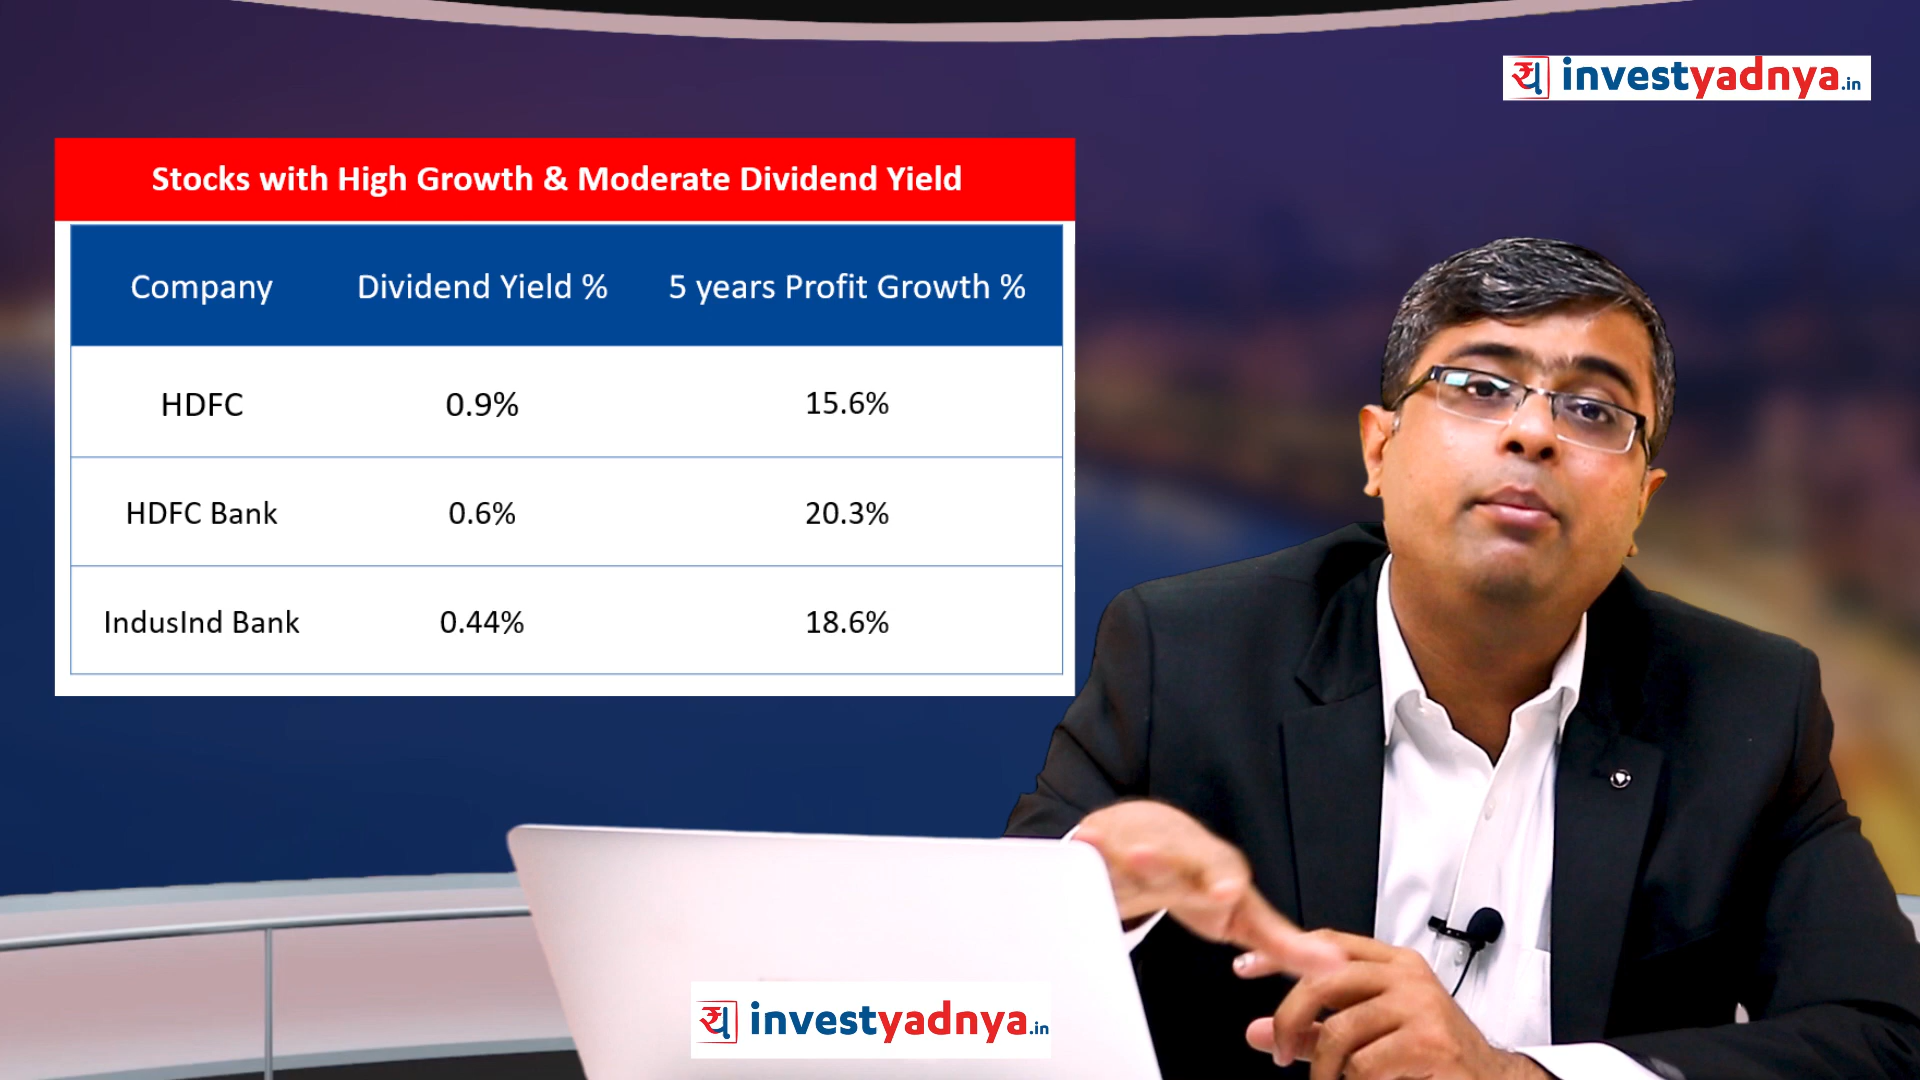 investyadnya.in
Stocks with High Growth & Moderate Dividend Yield
Company Dividend Yield % 5 years Profit Growth %
HDFC 0.9% 15.6%
HDFC Bank 0.6% 20.3%
IndusInd Bank 0.44% 18.6%
investyadnya.in